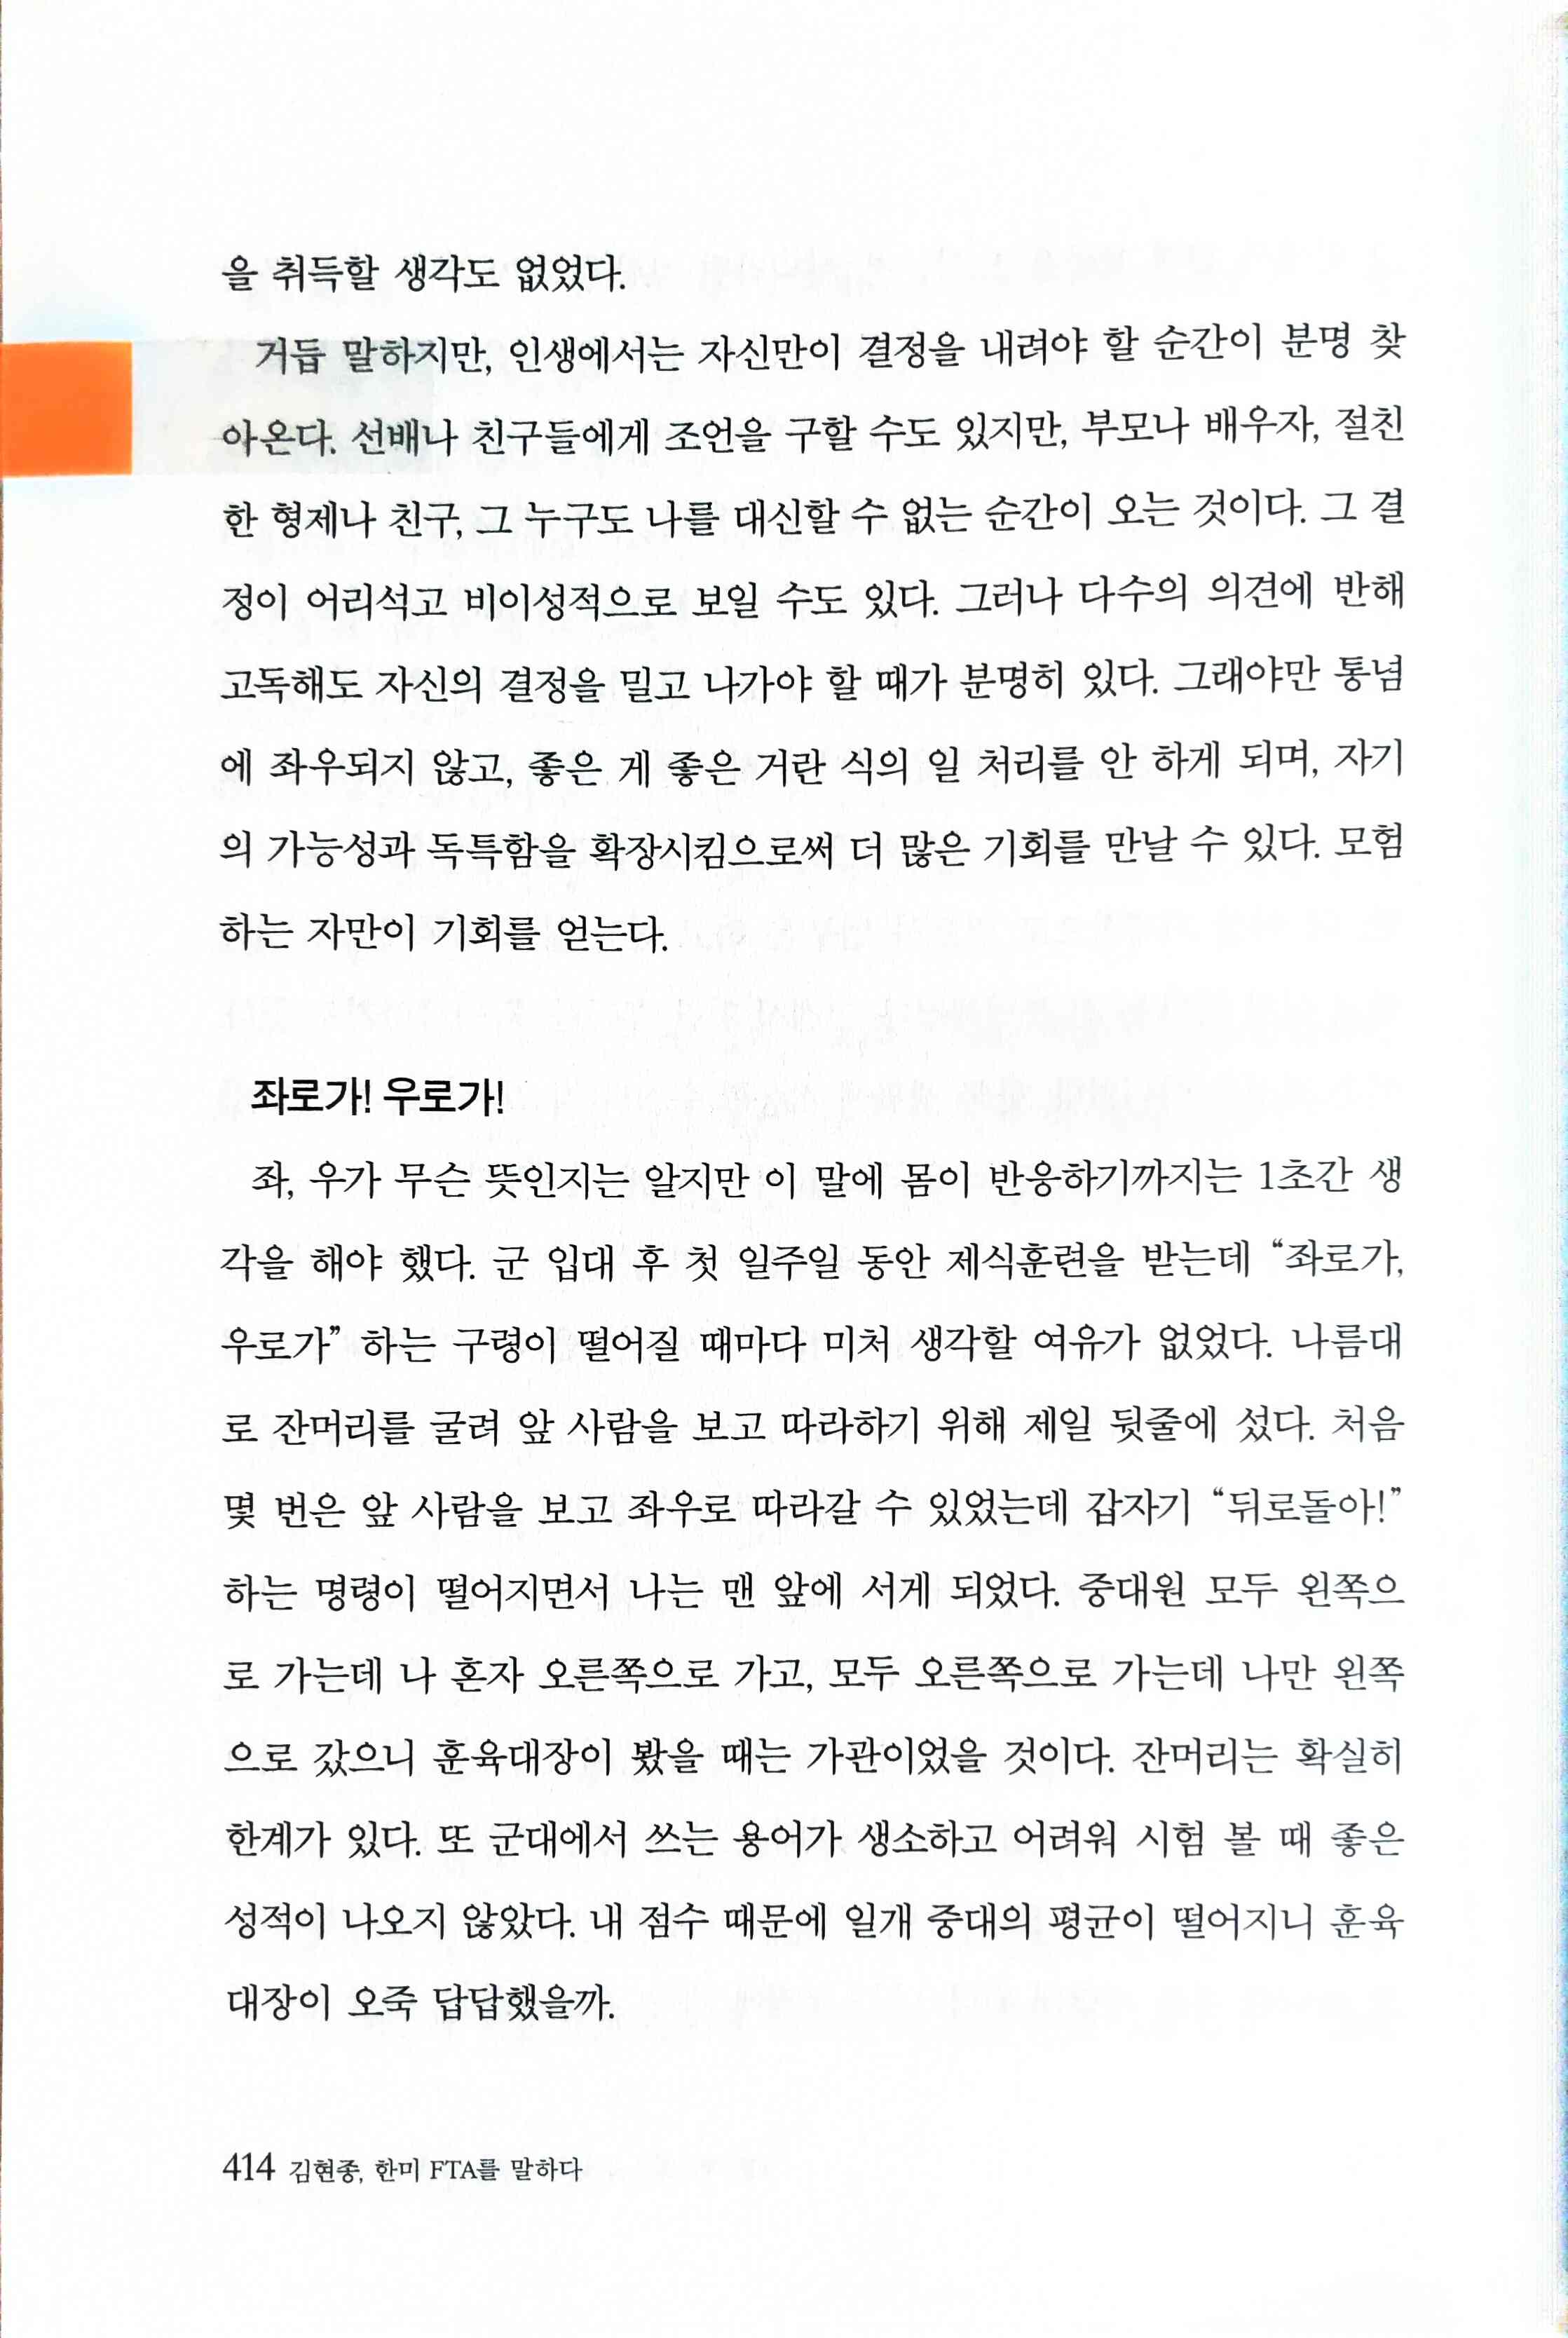 을 취득할 생각도 없었다.
거듭 말하지만, 인생에서는 자신만이 결정을 내려야 할 순간이 분명 찾
아온다. 선배나 친구들에게 조언을 구할 수도 있지만, 부모나 배우자, 절친
한 형제나 친구, 그 누구도 나를 대신할 수 없는 순간이 오는 것이다. 그 결
정이 어리석고 비이성적으로 보일 수도 있다. 그러나 다수의 의견에 반해
고독해도 자신의 결정을 밀고 나가야 할 때가 분명히 있다. 그래야만 통념
에 좌우되지 않고, 좋은 게 좋은 거란 식의 일 처리를 안 하게 되며, 자기
의 가능성과 독특함을 확장시킴으로써 더 많은 기회를 만날 수 있다. 모험
하는 자만이 기회를 얻는다.
좌로가! 우로가!
좌, 우가 무슨 뜻인지는 알지만 이 말에 몸이 반응하기까지는 1초간 생
각을 해야 했다. 군 입대 후 첫 일주일 동안 제식훈련을 받는데 “좌로가,
우로가” 하는 구령이 떨어질 때마다 미처 생각할 여유가 없었다. 나름대
로 잔머리를 굴려 앞 사람을 보고 따라하기 위해 제일 뒷줄에 섰다. 처음
몇 번은 앞 사람을 보고 좌우로 따라갈 수 있었는데 갑자기 “뒤로돌아!”
하는 명령이 떨어지면서 나는 맨 앞에 서게 되었다. 중대원 모두 왼쪽으
로 가는데 나 혼자 오른쪽으로 가고, 모두 오른쪽으로 가는데 나만 왼쪽
으로 갔으니 훈육대장이 봤을 때는 가관이었을 것이다. 잔머리는 확실히
한계가 있다. 또 군대에서 쓰는 용어가 생소하고 어려워 시험 볼 때 좋은
성적이 나오지 않았다. 내 점수 때문에 일개 중대의 평균이 떨어지니 훈육
대장이 오죽 답답했을까.
414 김현종, 한미 FTA를 말하다